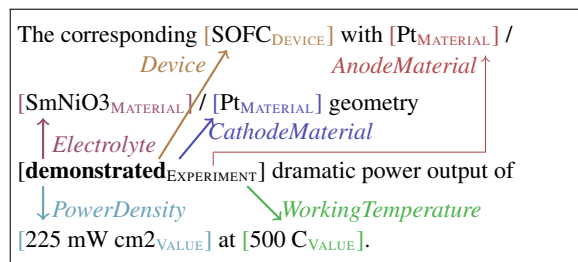 The corresponding [SOFCDEVICE] with [PtMATERIAL] /
Device
AnodeMaterial
[SmNiO3MATERIAL] / [PtMATERIAL] geometry
Electrolyte
CathodeMaterial
[demonstratedEXPERIMENT] dramatic power output of
PowerDensity
WorkingTemperature
[225 mW cm2VALUE] at [500 CVALUE].